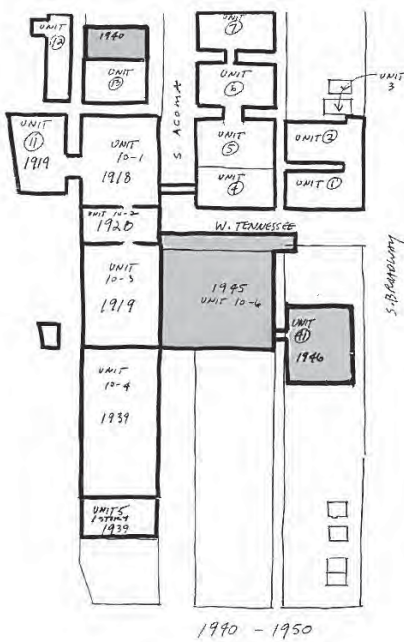 UNIT
7
UNIT
12
1940
UNIT
13
S. ACOMA
UNIT
6
UNIT
3
UNIT
11
1919
UNIT
10-1
1918
UNIT
5
4
UNIT 2
UNIT 1
UNIT 10-2
1920
W. TENNESSEE
S. BROADWAY
UNIT
10-3
1919
1945
UNIT 10-6
UNIT
41
1946
UNIT
10-4
1939
UNIT 5
1 STORY
1939
1940 - 1950